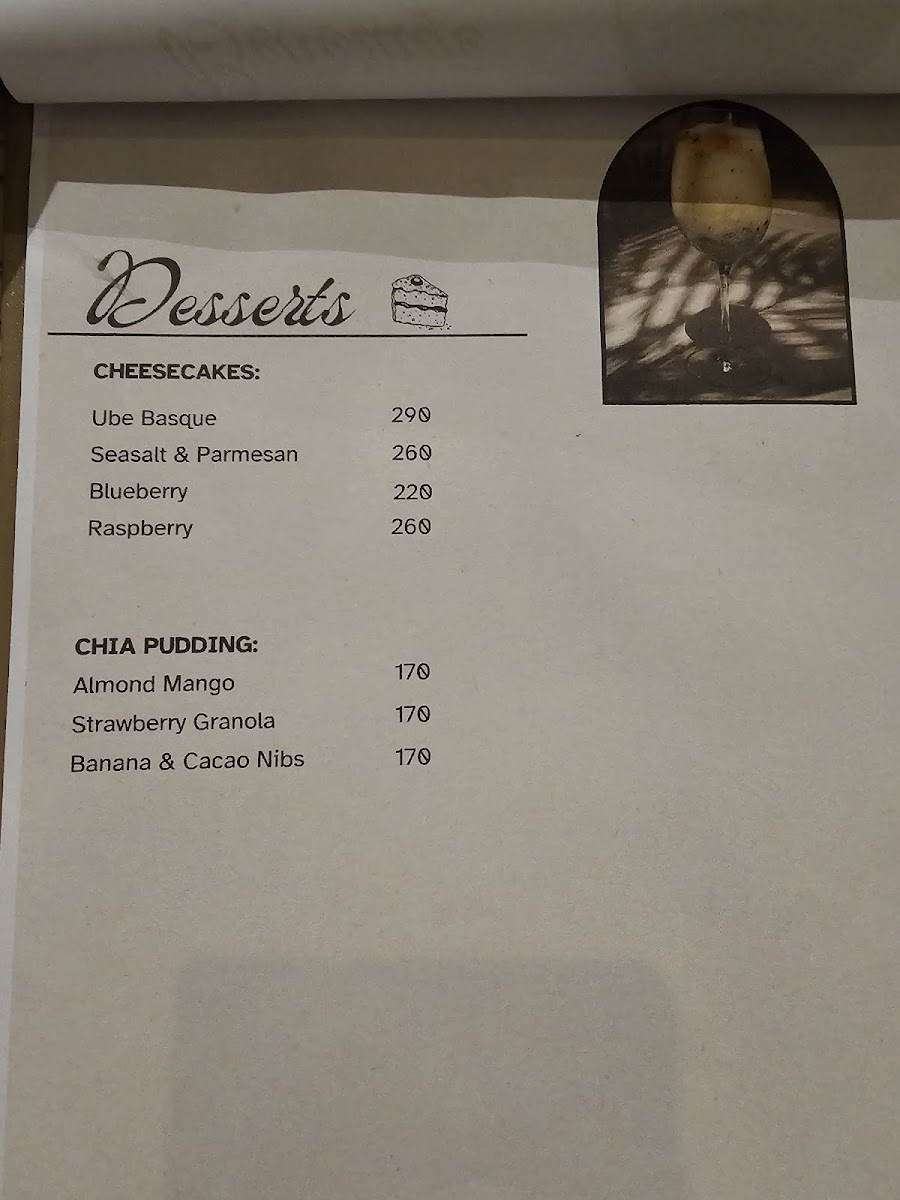 Desserts
CHEESECAKES:
Ube Basque 290
Seasalt & Parmesan 260
Blueberry 220
Raspberry 260
CHIA PUDDING:
Almond Mango 170
Strawberry Granola 170
Banana & Cacao Nibs 170